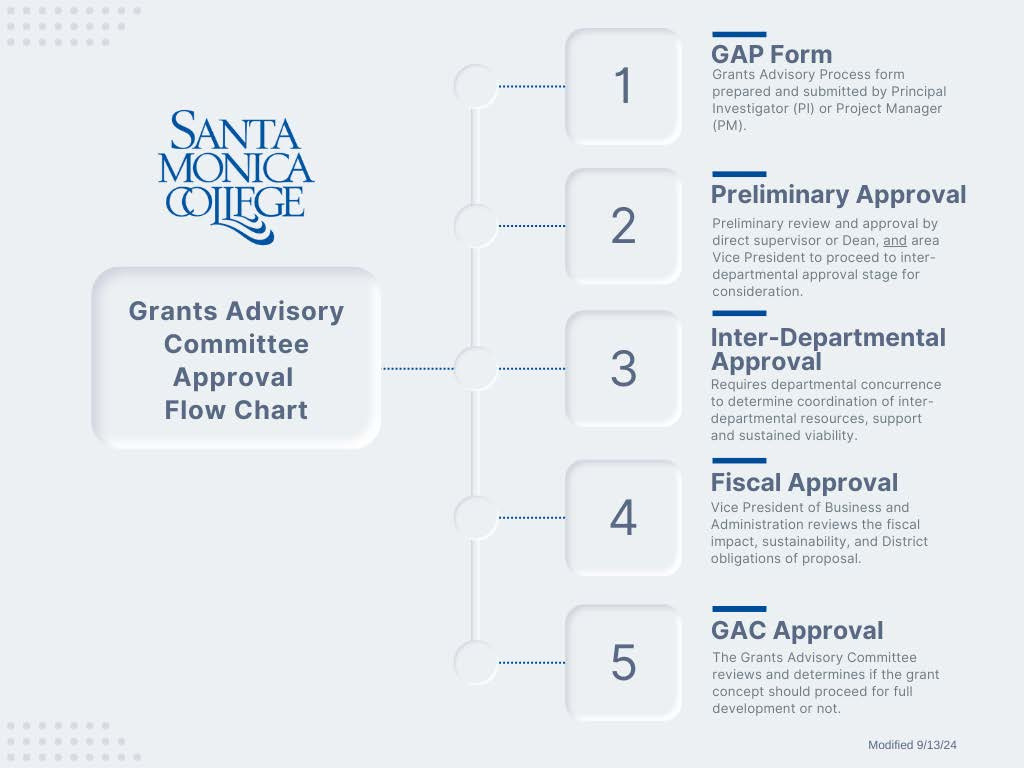 SANTA
MONICA
COLLEGE
Grants Advisory
Committee
Approval
Flow Chart
1
GAP Form
Grants Advisory Process form
prepared and submitted by Principal
Investigator (PI) or Project Manager
(PM).
2
Preliminary Approval
Preliminary review and approval by
direct supervisor or Dean, and area
Vice President to proceed to inter-
departmental approval stage for
consideration.
3
Inter-Departmental
Approval
Requires departmental concurrence
to determine coordination of inter-
departmental resources, support
and sustained viability.
4
Fiscal Approval
Vice President of Business and
Administration reviews the fiscal
impact, sustainability, and District
obligations of proposal.
5
GAC Approval
The Grants Advisory Committee
reviews and determines if the grant
concept should proceed for full
development or not.
Modified 9/13/24